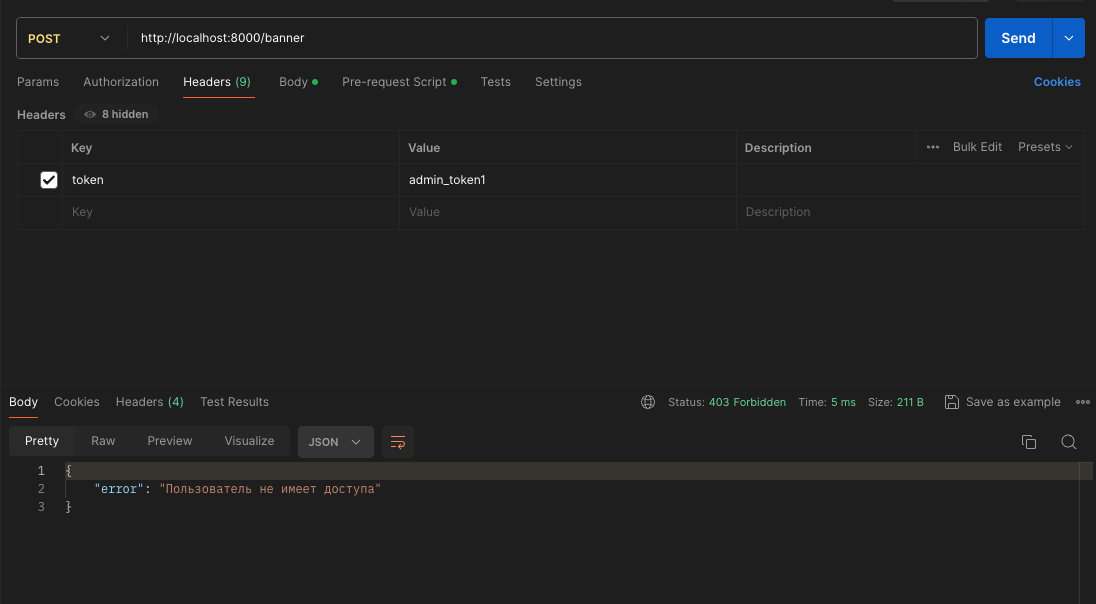 POST http://localhost:8000/banner Send
Params Authorization Headers (9) Body Pre-request Script Tests Settings Cookies
Headers 8 hidden
Key Value Description ••• Bulk Edit Presets
token admin_token1
Key Value Description
Body Cookies Headers (4) Test Results Status: 403 Forbidden Time: 5 ms Size: 211 B Save as example
Pretty Raw Preview Visualize JSON
1 {
2 "error": "Пользователь не имеет доступа"
3 }